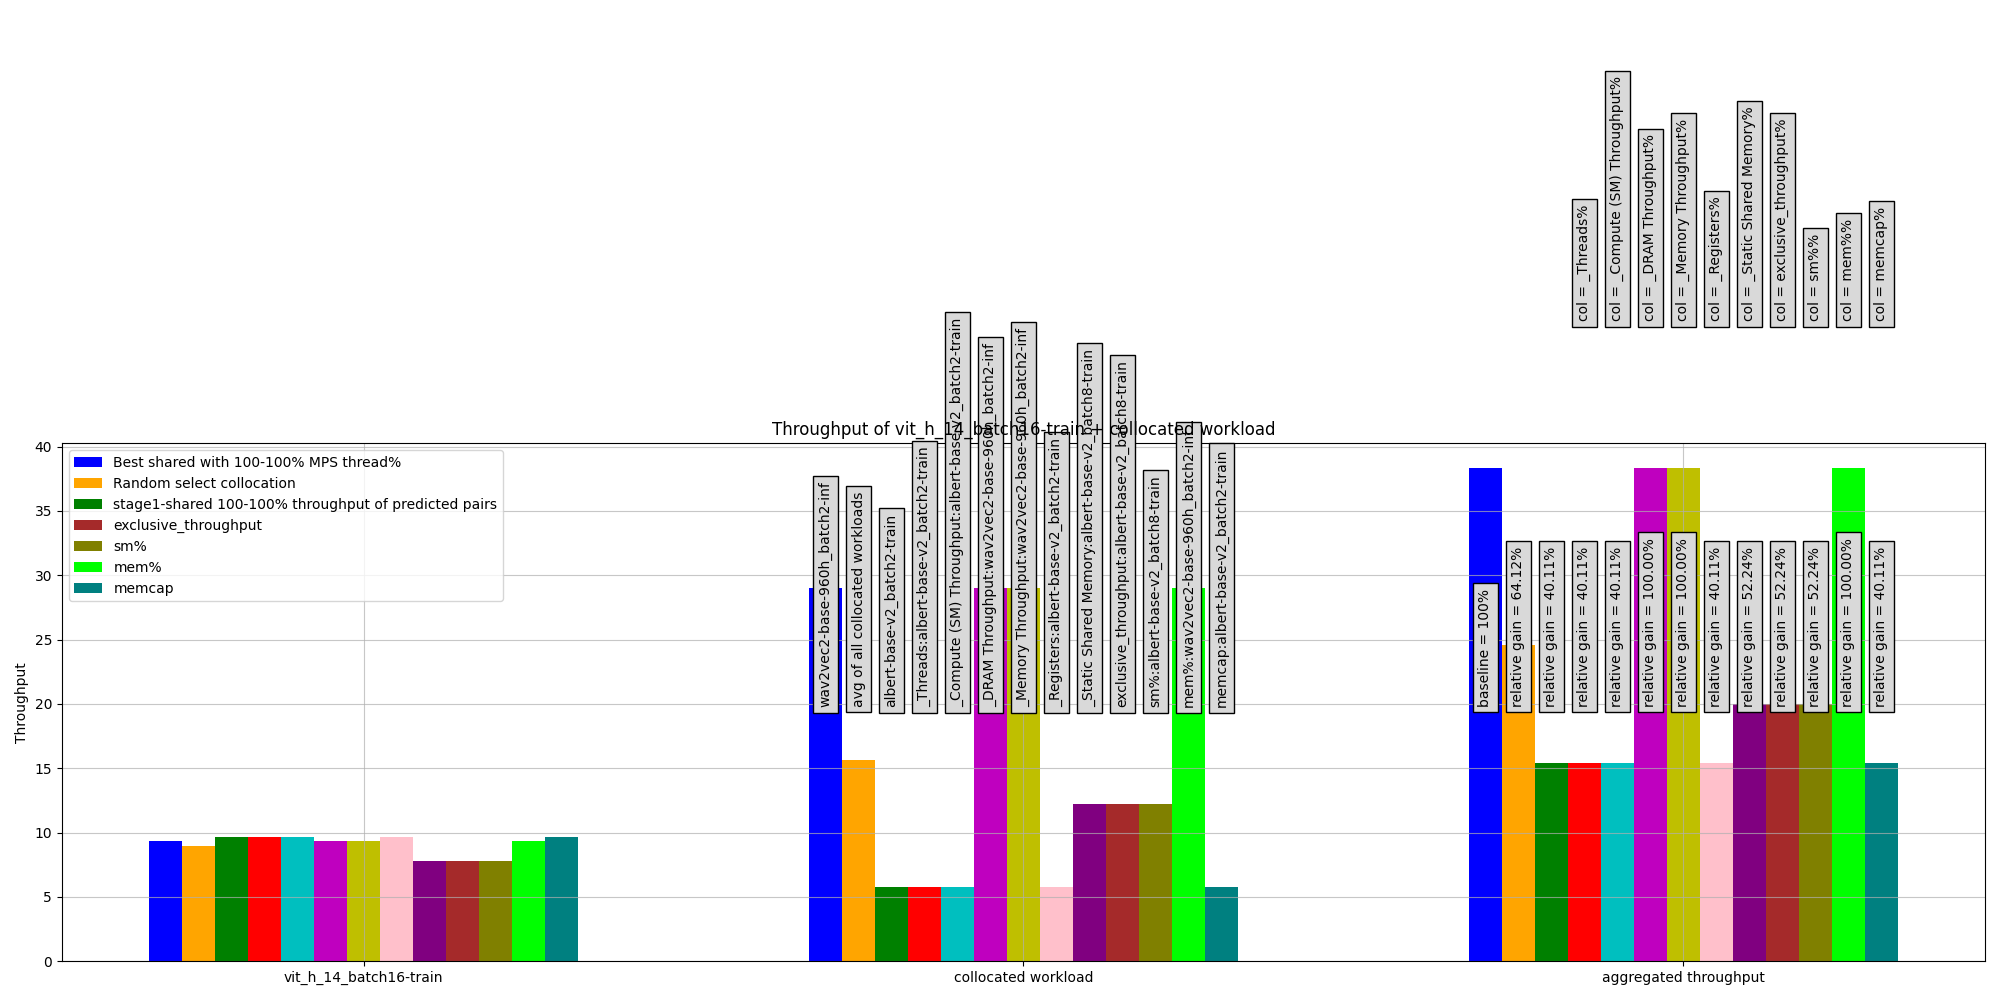 col = _Threads%
col = _Compute (SM) Throughput%
col = _DRAM Throughput%
col = _Memory Throughput%
col = _Registers%
col = _Static Shared Memory%
col = exclusive_throughput%
col = sm%%
col = mem%%
col = memcap%
Throughput of vit_h_14_batch16-train + collocated workload
Throughput
40
35
30
25
20
15
10
5
0
Best shared with 100-100% MPS thread%
Random select collocation
stage1-shared 100-100% throughput of predicted pairs
exclusive_throughput
sm%
mem%
memcap
wav2vec2-base-960h_batch2-inf
avg of all collocated workloads
albert-base-v2_batch2-train
_Threads:albert-base-v2_batch2-train
_Compute (SM) Throughput:albert-base-v2_batch2-train
_DRAM Throughput:wav2vec2-base-960h_batch2-inf
_Memory Throughput:wav2vec2-base-960h_batch2-inf
_Registers:albert-base-v2_batch2-train
_Static Shared Memory:albert-base-v2_batch8-train
exclusive_throughput:albert-base-v2_batch8-train
sm%:albert-base-v2_batch8-train
mem%:wav2vec2-base-960h_batch2-inf
memcap:albert-base-v2_batch2-train
baseline = 100%
relative gain = 64.12%
relative gain = 40.11%
relative gain = 40.11%
relative gain = 40.11%
relative gain = 100.00%
relative gain = 100.00%
relative gain = 40.11%
relative gain = 52.24%
relative gain = 52.24%
relative gain = 52.24%
relative gain = 100.00%
relative gain = 40.11%
vit_h_14_batch16-train
collocated workload
aggregated throughput